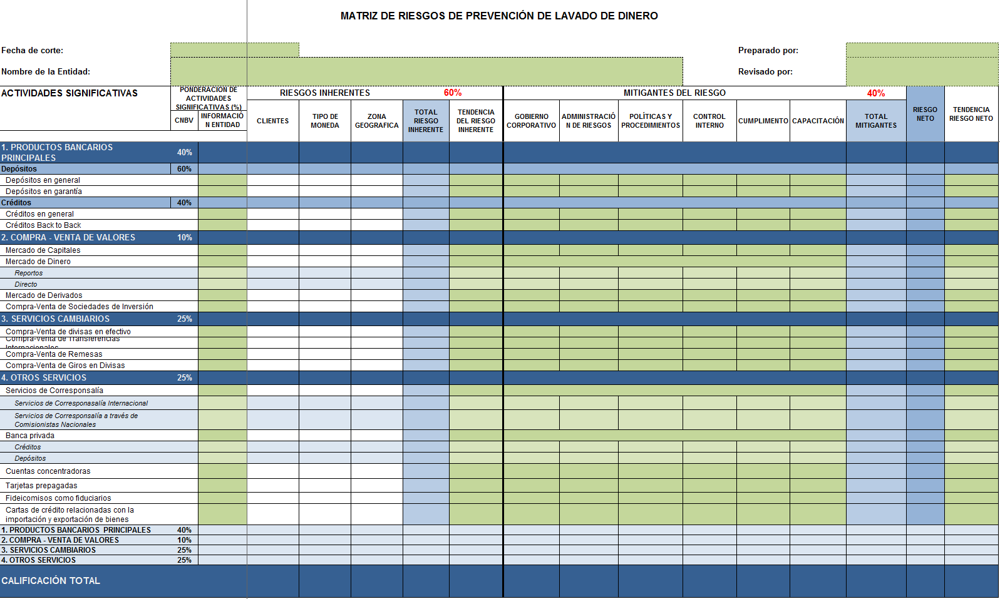 MATRIZ DE RIESGOS DE PREVENCIÓN DE LAVADO DE DINERO
Fecha de corte:
Preparado por:
Nombre de la Entidad:
Revisado por:
ACTIVIDADES SIGNIFICATIVAS
PONDERACIÓN DE
ACTIVIDADES
SIGNIFICATIVAS (%)
CNBV
INFORMACIÓ
N ENTIDAD
RIESGOS INHERENTES 60%
CLIENTES
TIPO DE
MONEDA
ZONA
GEOGRAFICA
TOTAL
RIESGO
INHERENTE
TENDENCIA
DEL RIESGO
INHERENTE
MITIGANTES DEL RIESGO 40%
GOBIERNO
CORPORATIVO
ADMINISTRACIÓ
N DE RIESGOS
POLÍTICAS Y
PROCEDIMIENTOS
CONTROL
INTERNO
CUMPLIMENTO
CAPACITACIÓN
TOTAL
MITIGANTES
RIESGO
NETO
TENDENCIA
RIESGO NETO
1. PRODUCTOS BANCARIOS
PRINCIPALES 40%
Depósitos 60%
Depósitos en general
Depósitos en garantía
Créditos 40%
Créditos en general
Créditos Back to Back
2. COMPRA - VENTA DE VALORES 10%
Mercado de Capitales
Mercado de Dinero
Reportos
Directo
Mercado de Derivados
Compra-Venta de Sociedades de Inversión
3. SERVICIOS CAMBIARIOS 25%
Compra-Venta de divisas en efectivo
Compra-Venta de Transferencias
Internacionales
Compra-Venta de Remesas
Compra-Venta de Giros en Divisas
4. OTROS SERVICIOS 25%
Servicios de Corresponsalía
Servicios de Corresponasalía Internacional
Servicios de Corresponsalía a través de
Comisionistas Nacionales
Banca privada
Créditos
Depósitos
Cuentas concentradoras
Tarjetas prepagadas
Fideicomisos como fiduciarios
Cartas de crédito relacionadas con la
importación y exportación de bienes
1. PRODUCTOS BANCARIOS PRINCIPALES 40%
2. COMPRA - VENTA DE VALORES 10%
3. SERVICIOS CAMBIARIOS 25%
4. OTROS SERVICIOS 25%
CALIFICACIÓN TOTAL